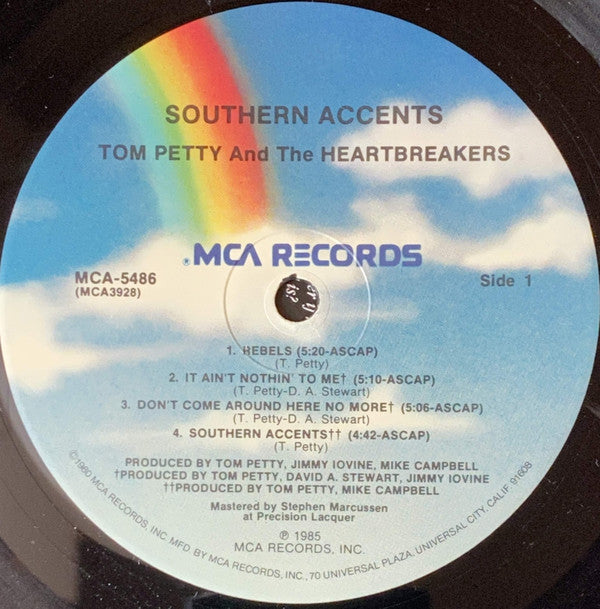 SOUTHERN ACCENTS
TOM PETTY And The HEARTBREAKERS
®MCA RECORDS
MCA-5486
(MCA3928)
Side 1
1. REBELS (5:20-ASCAP)
(T. Petty)
2. IT AIN'T NOTHIN' TO ME† (5:10-ASCAP)
(T. Petty-D. A. Stewart)
3. DON'T COME AROUND HERE NO MORE† (5:06-ASCAP)
(T. Petty-D. A. Stewart)
4. SOUTHERN ACCENTS†† (4:42-ASCAP)
(T. Petty)
PRODUCED BY TOM PETTY, JIMMY IOVINE, MIKE CAMPBELL
†PRODUCED BY TOM PETTY, DAVID A. STEWART, JIMMY IOVINE
††PRODUCED BY TOM PETTY, MIKE CAMPBELL
Mastered by Stephen Marcussen
at Precision Lacquer
℗ 1985
MCA RECORDS, INC.
©1980 MCA RECORDS, INC. MFD. BY MCA RECORDS, INC., 70 UNIVERSAL PLAZA, UNIVERSAL CITY, CALIF. 91608